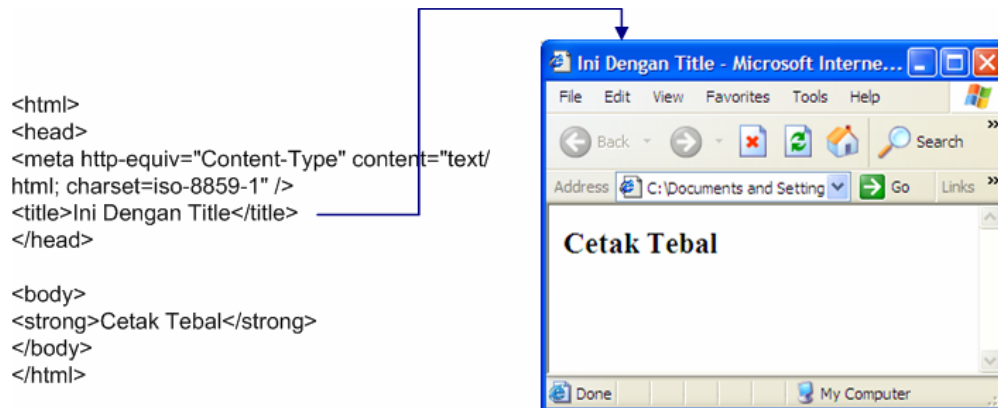 <html>
<head>
<meta http-equiv="Content-Type" content="text/
html; charset=iso-8859-1" />
<title>Ini Dengan Title</title>
</head>
<body>
<strong>Cetak Tebal</strong>
</body>
</html>
Ini Dengan Title - Microsoft Interne...
File Edit View Favorites Tools Help
Back Search »
Address C:\Documents and Setting Go Links »
Cetak Tebal
Done My Computer